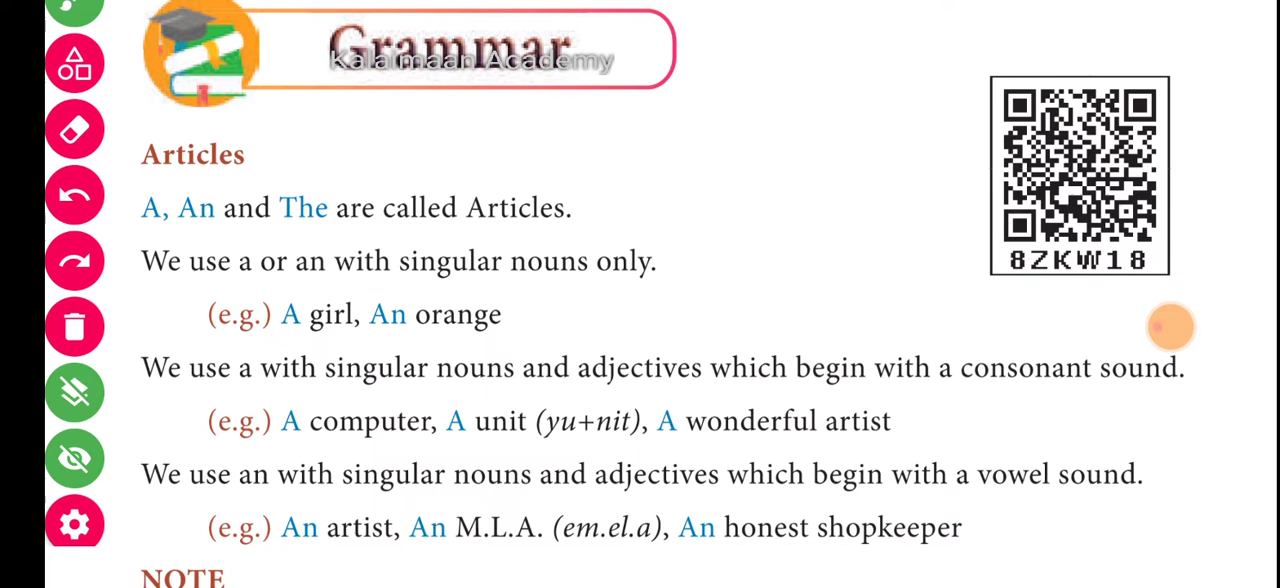 Grammar
Kalaimaan Academy
8ZKW18
Articles
A, An and The are called Articles.
We use a or an with singular nouns only.
(e.g.) A girl, An orange
We use a with singular nouns and adjectives which begin with a consonant sound.
(e.g.) A computer, A unit (yu+nit), A wonderful artist
We use an with singular nouns and adjectives which begin with a vowel sound.
(e.g.) An artist, An M.L.A. (em.el.a), An honest shopkeeper
NOTE